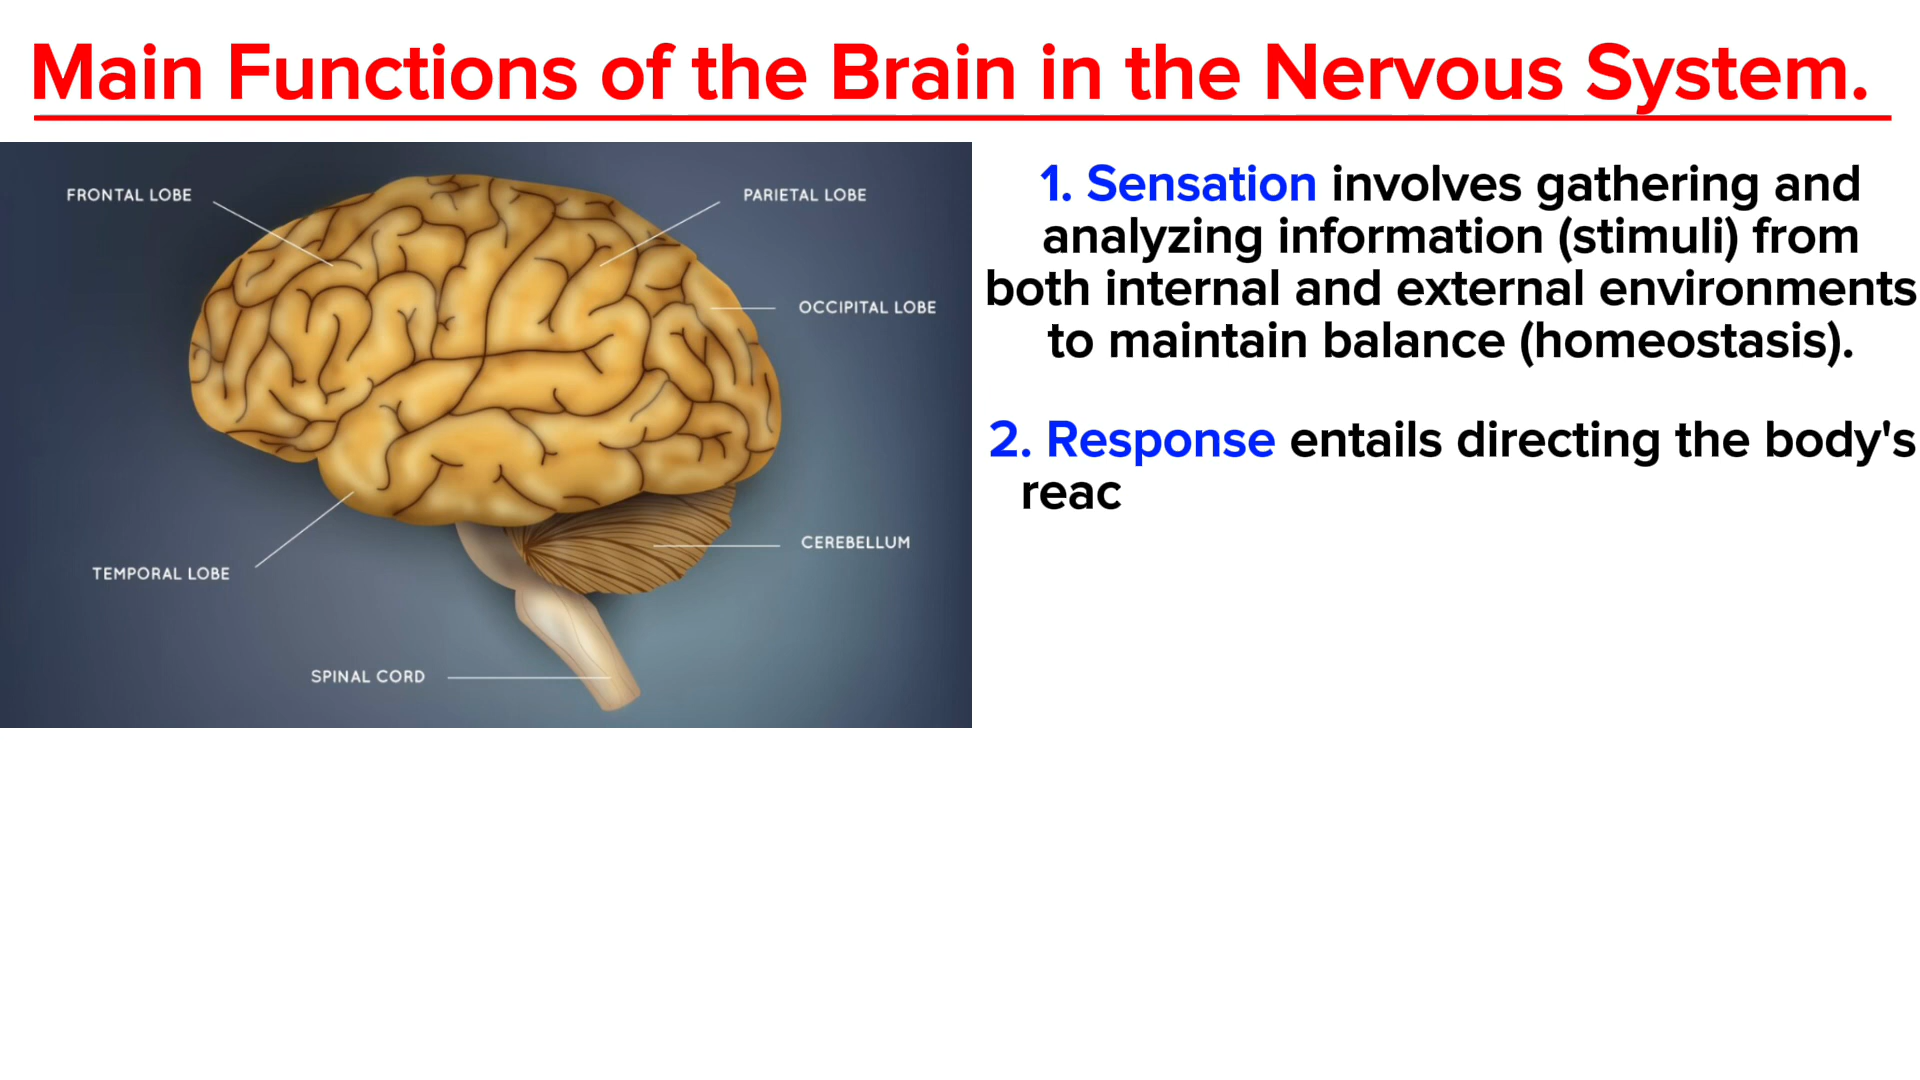 Main Functions of the Brain in the Nervous System.
FRONTAL LOBE
PARIETAL LOBE
OCCIPITAL LOBE
CEREBELLUM
TEMPORAL LOBE
SPINAL CORD
1. Sensation involves gathering and
analyzing information (stimuli) from
both internal and external environments
to maintain balance (homeostasis).
2. Response entails directing the body's
reac